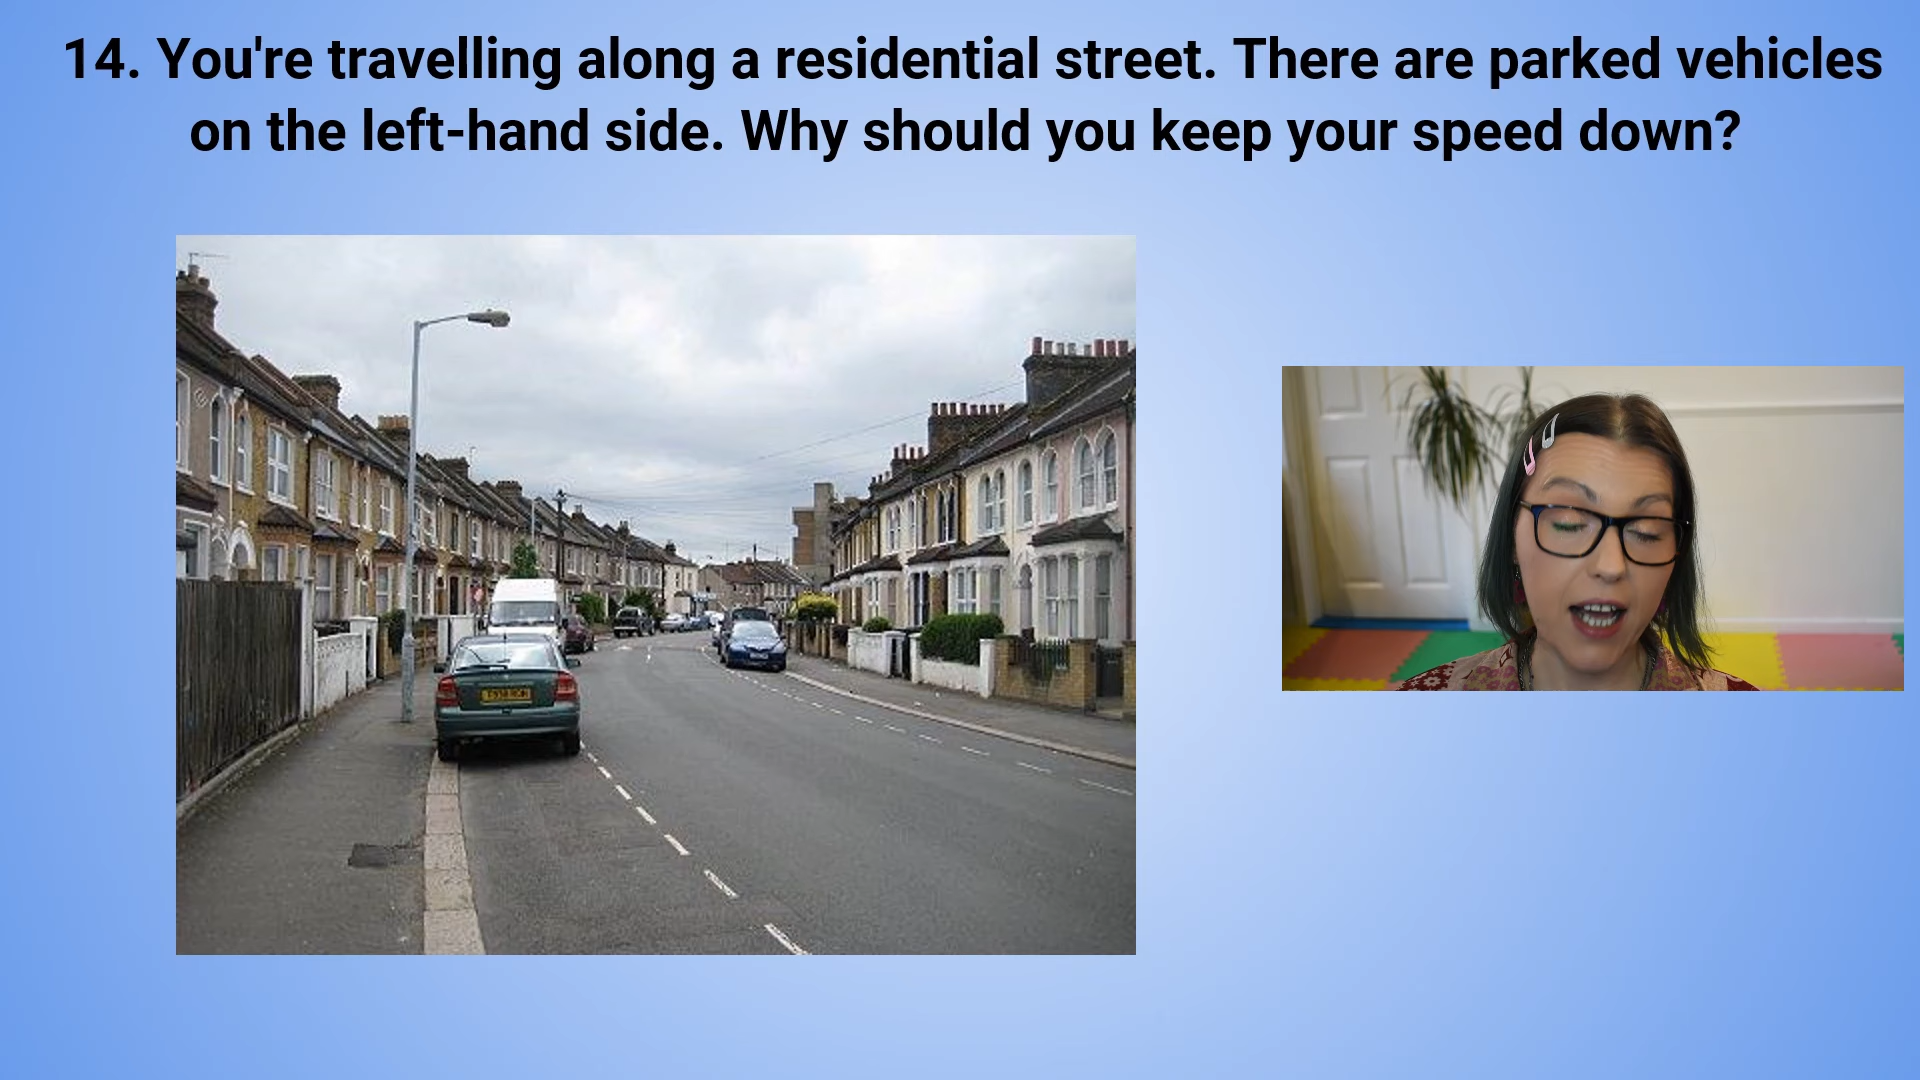 14. You're travelling along a residential street. There are parked vehicles
on the left-hand side. Why should you keep your speed down?